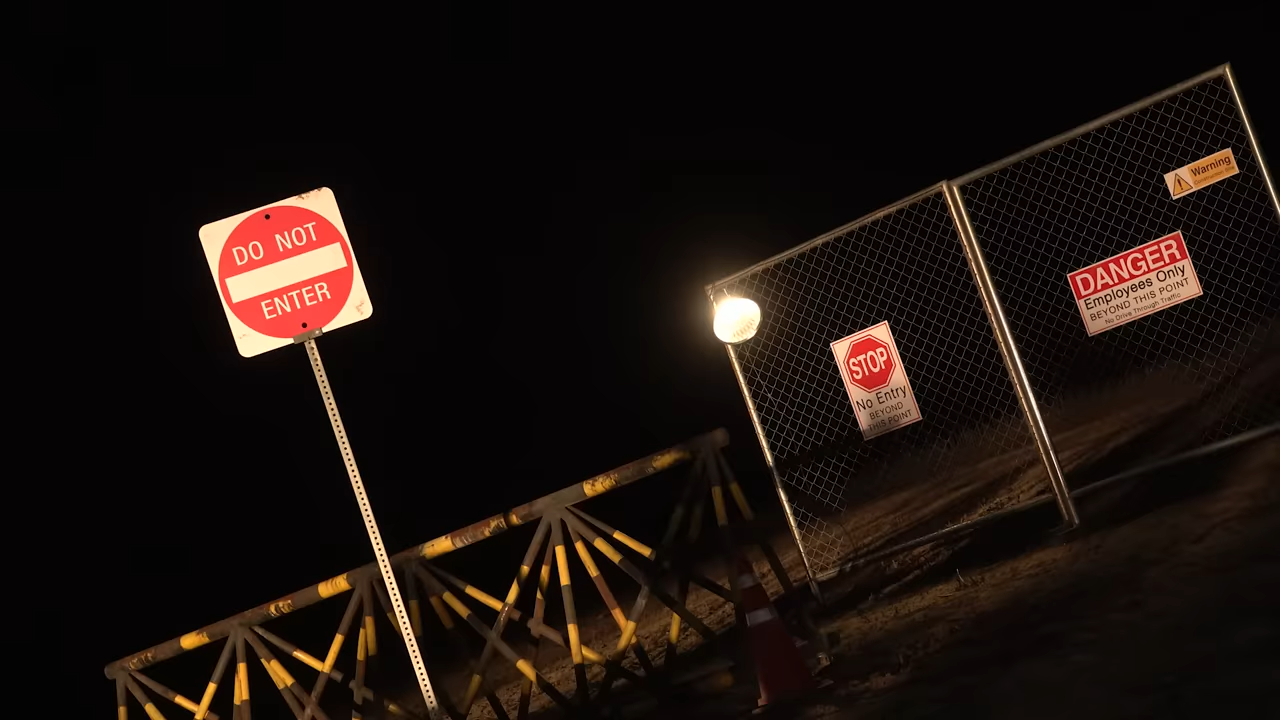 DO NOT
ENTER
STOP
No Entry
BEYOND
THIS POINT
DANGER
Employees Only
BEYOND THIS POINT
No Drive Through Traffic
Warning